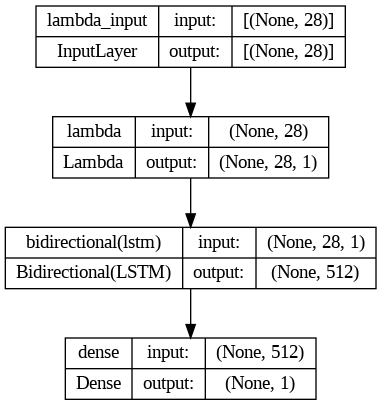 lambda_input input: [(None, 28)]
InputLayer output: [(None, 28)]
lambda input: (None, 28)
Lambda output: (None, 28, 1)
bidirectional(lstm) input: (None, 28, 1)
Bidirectional(LSTM) output: (None, 512)
dense input: (None, 512)
Dense output: (None, 1)